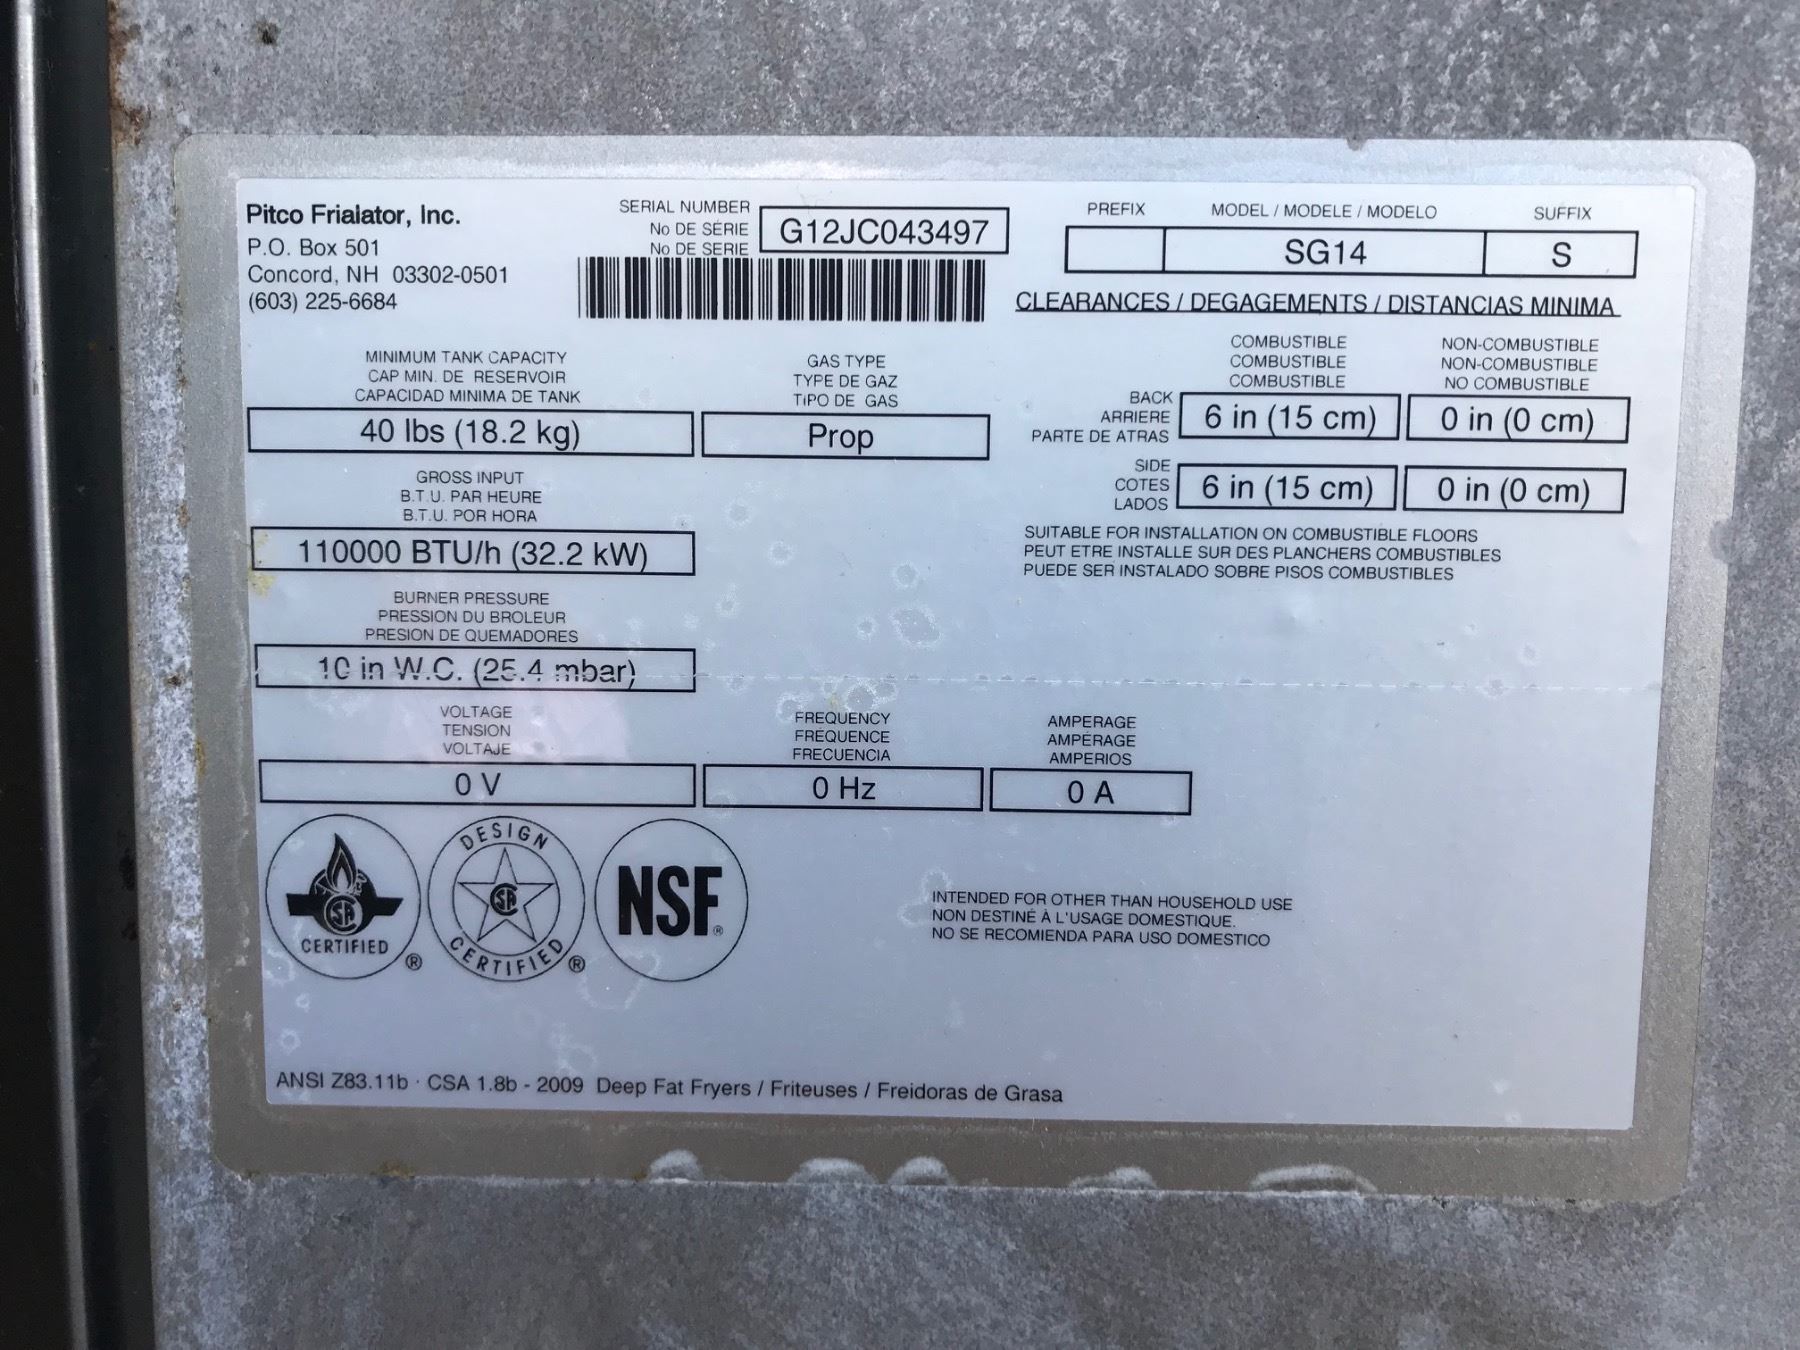 Pitco Frialator, Inc.
P.O. Box 501
Concord, NH 03302-0501
(603) 225-6684
SERIAL NUMBER
No DE SÉRIE
No DE SERIE
G12JC043497
PREFIX
MODEL / MODELE / MODELO
SUFFIX
SG14
S
CLEARANCES / DEGAGEMENTS / DISTANCIAS MINIMA
COMBUSTIBLE
COMBUSTIBLE
COMBUSTIBLE
NON-COMBUSTIBLE
NON-COMBUSTIBLE
NO COMBUSTIBLE
BACK
ARRIERE
PARTE DE ATRAS
6 in (15 cm)
0 in (0 cm)
SIDE
COTES
LADOS
6 in (15 cm)
0 in (0 cm)
SUITABLE FOR INSTALLATION ON COMBUSTIBLE FLOORS
PEUT ETRE INSTALLE SUR DES PLANCHERS COMBUSTIBLES
PUEDE SER INSTALADO SOBRE PISOS COMBUSTIBLES
MINIMUM TANK CAPACITY
CAP MIN. DE RESERVOIR
CAPACIDAD MINIMA DE TANK
40 lbs (18.2 kg)
GAS TYPE
TYPE DE GAZ
TIPO DE GAS
Prop
GROSS INPUT
B.T.U. PAR HEURE
B.T.U. POR HORA
110000 BTU/h (32.2 kW)
BURNER PRESSURE
PRESSION DU BROLEUR
PRESION DE QUEMADORES
10 in W.C. (25.4 mbar)
VOLTAGE
TENSION
VOLTAJE
0 V
FREQUENCY
FRÉQUENCE
FRECUENCIA
0 Hz
AMPERAGE
AMPÉRAGE
AMPERIOS
0 A
SA
CERTIFIED ®
DESIGN
SA
CERTIFIED ®
NSF®
INTENDED FOR OTHER THAN HOUSEHOLD USE
NON DESTINÉ À L'USAGE DOMESTIQUE.
NO SE RECOMIENDA PARA USO DOMESTICO
ANSI Z83.11b · CSA 1.8b - 2009 Deep Fat Fryers / Friteuses / Freidoras de Grasa